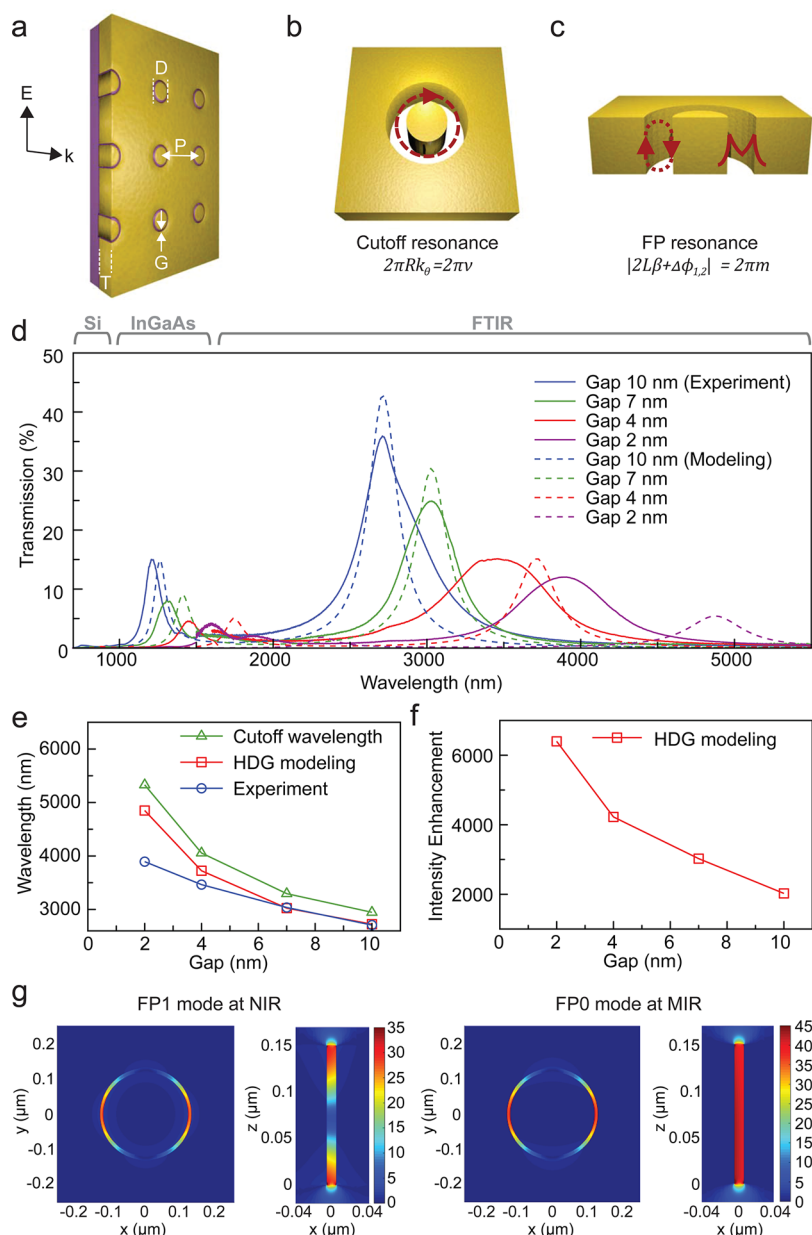 a
E
k
D
P
G
T
b
Cutoff resonance
2πRkθ=2πν
c
FP resonance
|2Lβ+Δϕ1,2| = 2πm
Si InGaAs FTIR
d
50
40
30
20
10
0
Transmission (%)
1000 2000 3000 4000 5000
Wavelength (nm)
Gap 10 nm (Experiment)
Gap 7 nm
Gap 4 nm
Gap 2 nm
Gap 10 nm (Modeling)
Gap 7 nm
Gap 4 nm
Gap 2 nm
e
6000
5000
4000
3000
Wavelength (nm)
0 2 4 6 8 10
Gap (nm)
Cutoff wavelength
HDG modeling
Experiment
f
6000
4000
2000
Intensity Enhancement
0 2 4 6 8 10
Gap (nm)
HDG modeling
g
FP1 mode at NIR
0.2
0.1
0
-0.1
-0.2
y (μm)
-0.2 -0.1 0 0.1 0.2
x (μm)
0.15
0.1
0.05
0
z (μm)
-0.04 0 0.04
x (μm)
35
30
25
20
15
10
5
0
FP0 mode at MIR
0.2
0.1
0
-0.1
-0.2
y (μm)
-0.2 -0.1 0 0.1 0.2
x (μm)
0.15
0.1
0.05
0
z (μm)
-0.04 0 0.04
x (μm)
45
40
35
30
25
20
15
10
5
0